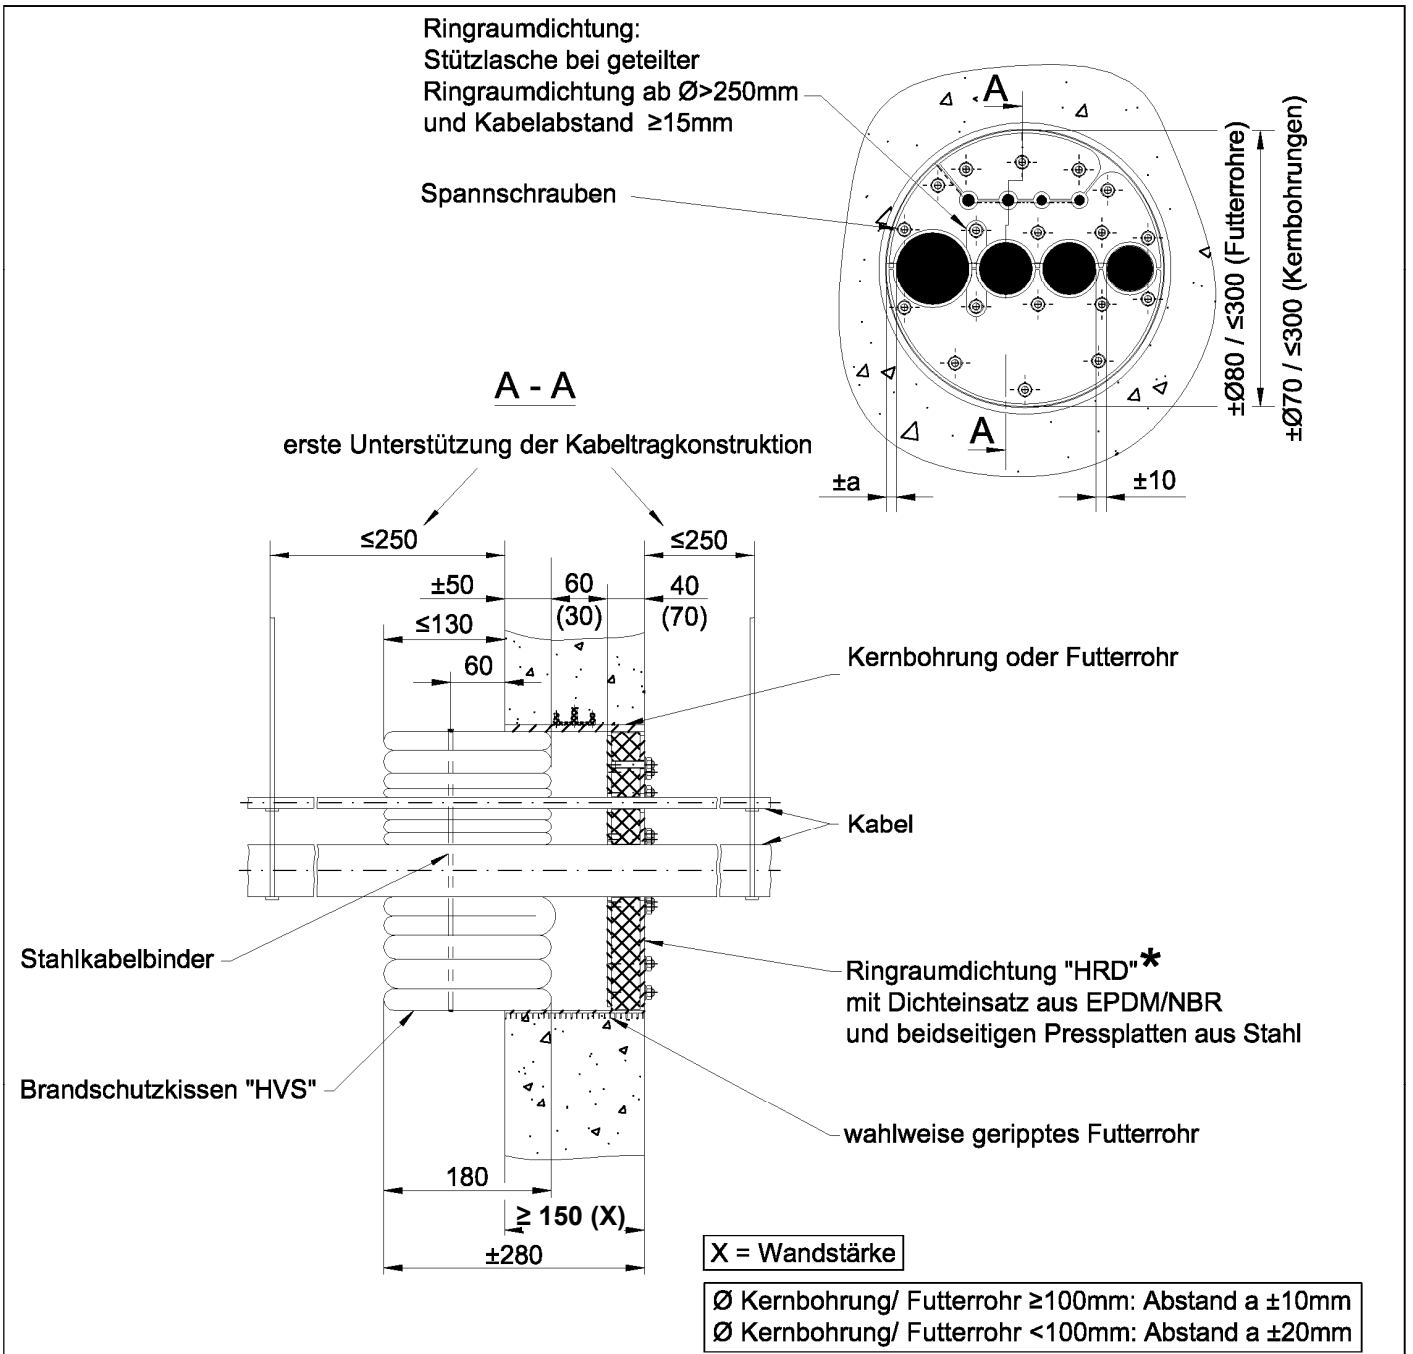 Ringraumdichtung:
Stützlasche bei geteilter
Ringraumdichtung ab Ø>250mm
und Kabelabstand ≥15mm
Spannschrauben
A
A
±a
±10
±Ø80 / ≤300 (Futterrohre)
±Ø70 / ≤300 (Kernbohrungen)
A - A
erste Unterstützung der Kabeltragkonstruktion
≤250
≤250
±50
60
40
(30)
(70)
≤130
60
Kernbohrung oder Futterrohr
Kabel
Stahlkabelbinder
Ringraumdichtung "HRD"*
mit Dichteinsatz aus EPDM/NBR
und beidseitigen Pressplatten aus Stahl
Brandschutzkissen "HVS"
wahlweise geripptes Futterrohr
180
≥ 150 (X)
±280
X = Wandstärke
Ø Kernbohrung/ Futterrohr ≥100mm: Abstand a ±10mm
Ø Kernbohrung/ Futterrohr <100mm: Abstand a ±20mm